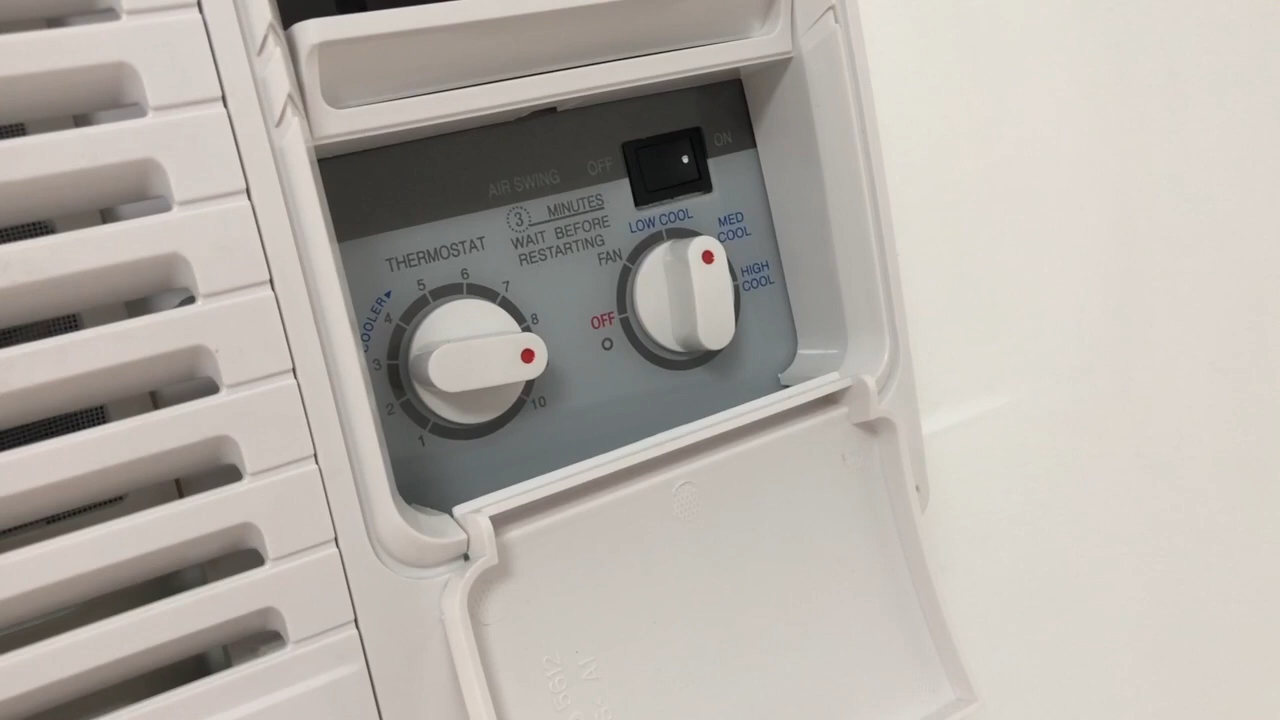 AIR SWING OFF ON
3 MINUTES
WAIT BEFORE
RESTARTING
THERMOSTAT
COOLER
1
2
3
4
5
6
7
8
10
OFF
FAN
LOW COOL
MED
COOL
HIGH
COOL